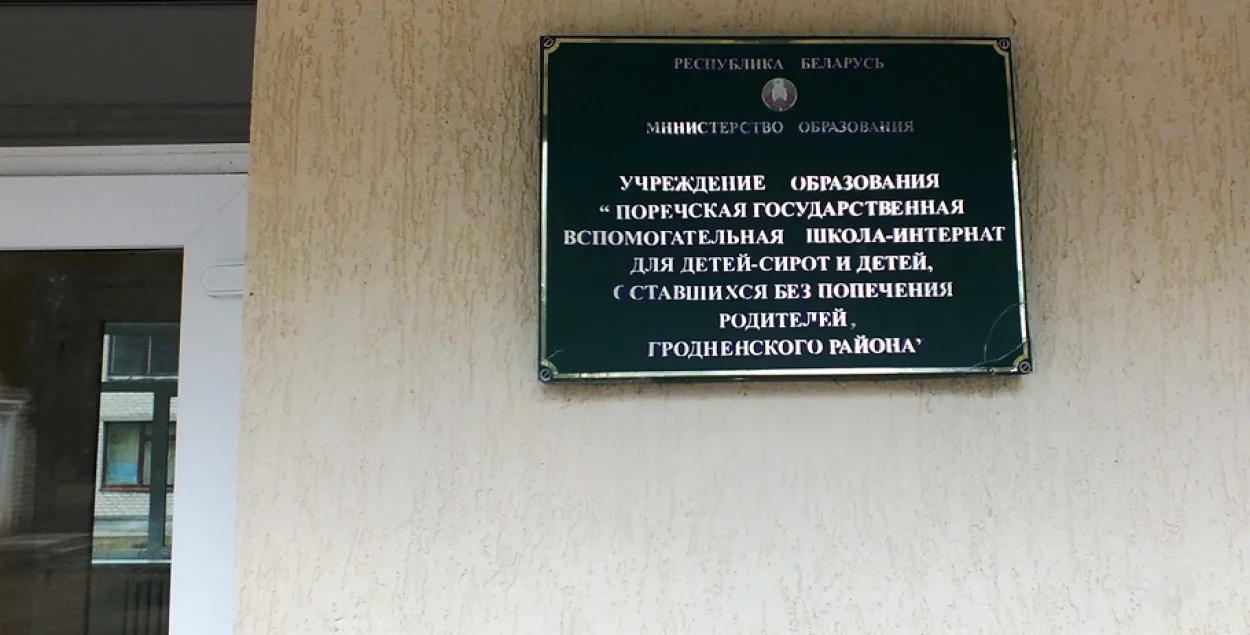 РЕСПУБЛИКА БЕЛАРУСЬ
МИНИСТЕРСТВО ОБРАЗОВАНИЯ
УЧРЕЖДЕНИЕ ОБРАЗОВАНИЯ
“ ПОРЕЧСКАЯ ГОСУДАРСТВЕННАЯ
ВСПОМОГАТЕЛЬНАЯ ШКОЛА-ИНТЕРНАТ
ДЛЯ ДЕТЕЙ-СИРОТ И ДЕТЕЙ,
ОСТАВШИХСЯ БЕЗ ПОПЕЧЕНИЯ
РОДИТЕЛЕЙ,
ГРОДНЕНСКОГО РАЙОНА’